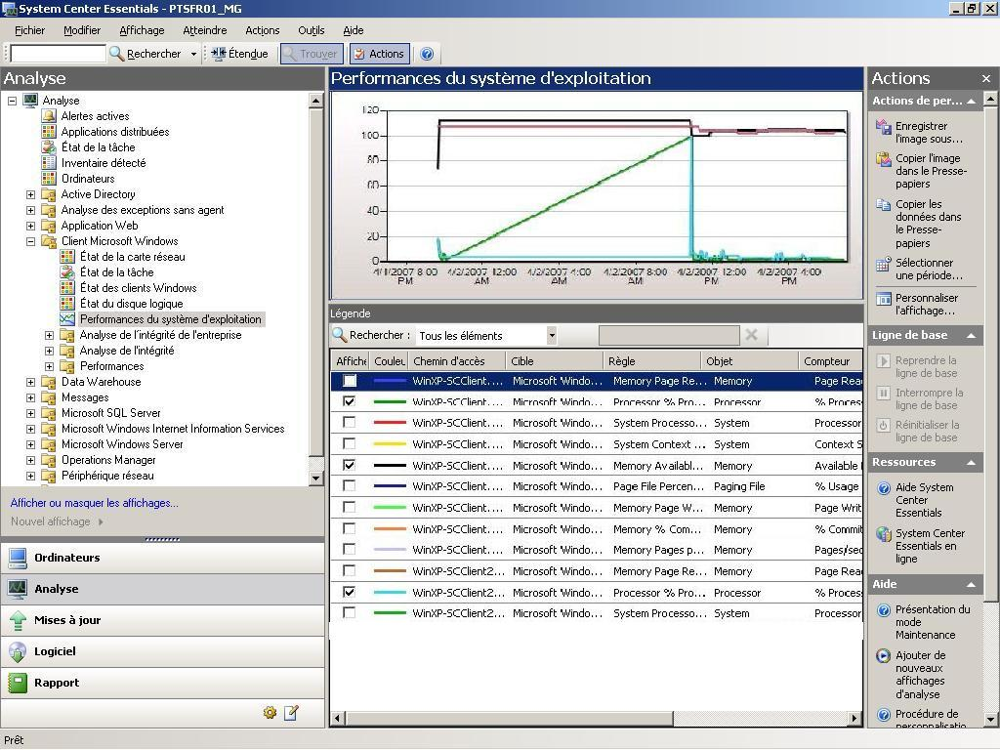 System Center Essentials - PTSFR01_MG
Fichier Modifier Affichage Atteindre Actions Outils Aide
Rechercher Étendue Trouver Actions
Analyse
Analyse
Alertes actives
Applications distribuées
État de la tâche
Inventaire détecté
Ordinateurs
Active Directory
Analyse des exceptions sans agent
Application Web
Client Microsoft Windows
État de la carte réseau
État de la tâche
État des clients Windows
État du disque logique
Performances du système d'exploitation
Analyse de l'intégrité de l'entreprise
Analyse de l'intégrité
Performances
Data Warehouse
Messages
Microsoft SQL Server
Microsoft Windows Internet Information Services
Microsoft Windows Server
Operations Manager
Périphérique réseau
Afficher ou masquer les affichages...
Nouvel affichage
Ordinateurs
Analyse
Mises à jour
Logiciel
Rapport
Prêt
Performances du système d'exploitation
120
100
80
60
40
20
0
4/1/2007 8:00 PM
4/2/2007 12:00 AM
4/2/2007 4:00 AM
4/2/2007 8:00 AM
4/2/2007 12:00 PM
4/2/2007 4:00 PM
Légende
Rechercher : Tous les éléments
Affiche Couleu Chemin d'accès Cible Règle Objet Compteur
WinXP-SCClient.... Microsoft Windo... Memory Page Re... Memory Page Read
WinXP-SCClient.... Microsoft Windo... Processor % Pro... Processor % Proces
WinXP-SCClient.... Microsoft Windo... System Processo... System Processor
WinXP-SCClient.... Microsoft Windo... System Context ... System Context S
WinXP-SCClient.... Microsoft Windo... Memory Availabl... Memory Available
WinXP-SCClient.... Microsoft Windo... Page File Percen... Paging File % Usage
WinXP-SCClient.... Microsoft Windo... Memory Page W... Memory Page Writ
WinXP-SCClient.... Microsoft Windo... Memory % Com... Memory % Commit
WinXP-SCClient.... Microsoft Windo... Memory Pages p... Memory Pages/sec
WinXP-SCClient2... Microsoft Windo... Memory Page Re... Memory Page Read
WinXP-SCClient2... Microsoft Windo... Processor % Pro... Processor % Proces
WinXP-SCClient2... Microsoft Windo... System Processo... System Processor
Actions
Actions de per...
Enregistrer
l'image sous...
Copier l'image
dans le Presse-
papiers
Copier les
données dans
le Presse-
papiers
Sélectionner
une période...
Personnaliser
l'affichage...
Ligne de base
Reprendre la
ligne de base
Interrompre la
ligne de base
Réinitialiser la
ligne de base
Ressources
Aide System
Center
Essentials
System Center
Essentials en
ligne
Aide
Présentation du
mode
Maintenance
Ajouter de
nouveaux
affichages
d'analyse
Procédure de
personnalisatio